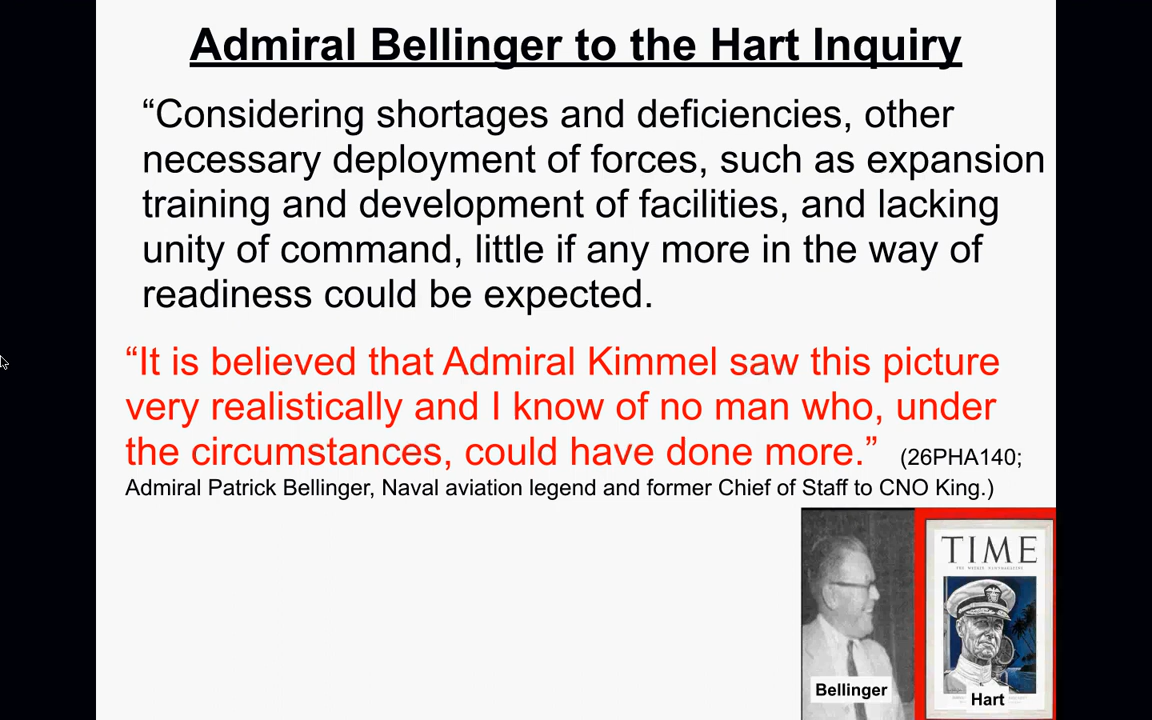 Admiral Bellinger to the Hart Inquiry
“Considering shortages and deficiencies, other
necessary deployment of forces, such as expansion
training and development of facilities, and lacking
unity of command, little if any more in the way of
readiness could be expected.
“It is believed that Admiral Kimmel saw this picture
very realistically and I know of no man who, under
the circumstances, could have done more.” (26PHA140;
Admiral Patrick Bellinger, Naval aviation legend and former Chief of Staff to CNO King.)
TIME
Bellinger
Hart